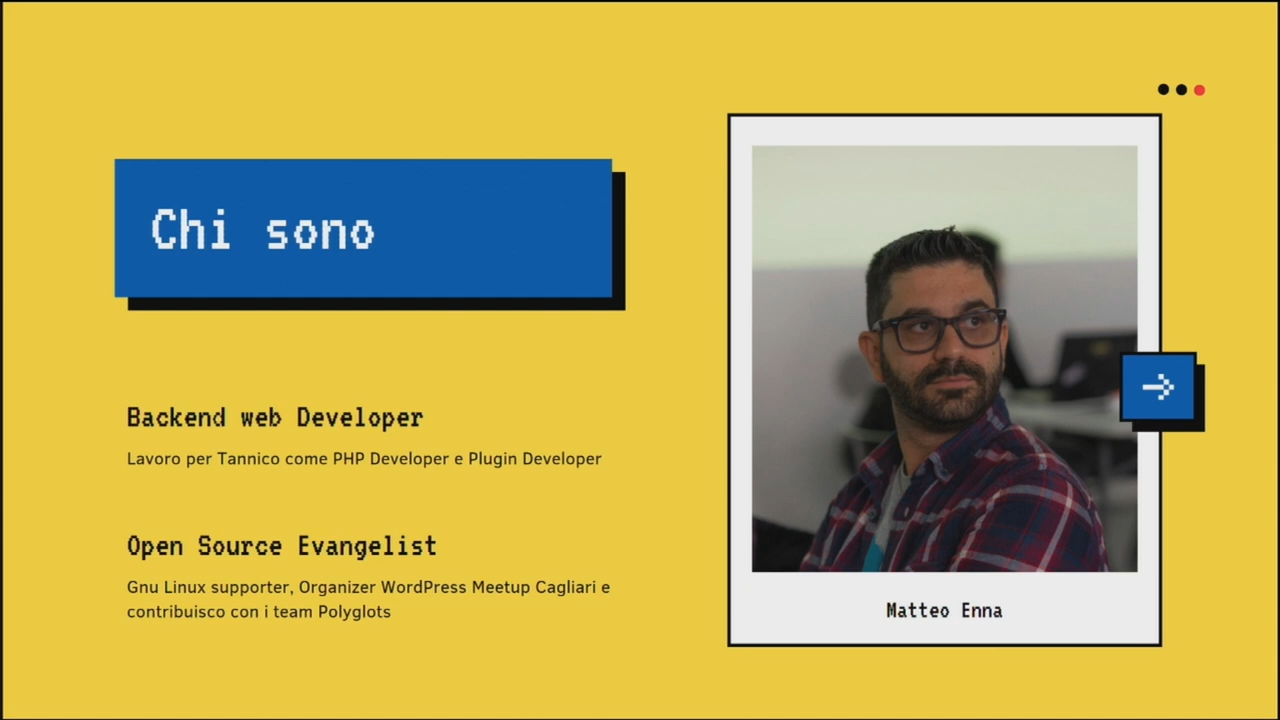 Chi sono
Backend web Developer
Lavoro per Tannico come PHP Developer e Plugin Developer
Open Source Evangelist
Gnu Linux supporter, Organizer WordPress Meetup Cagliari e
contribuisco con i team Polyglots
Matteo Enna